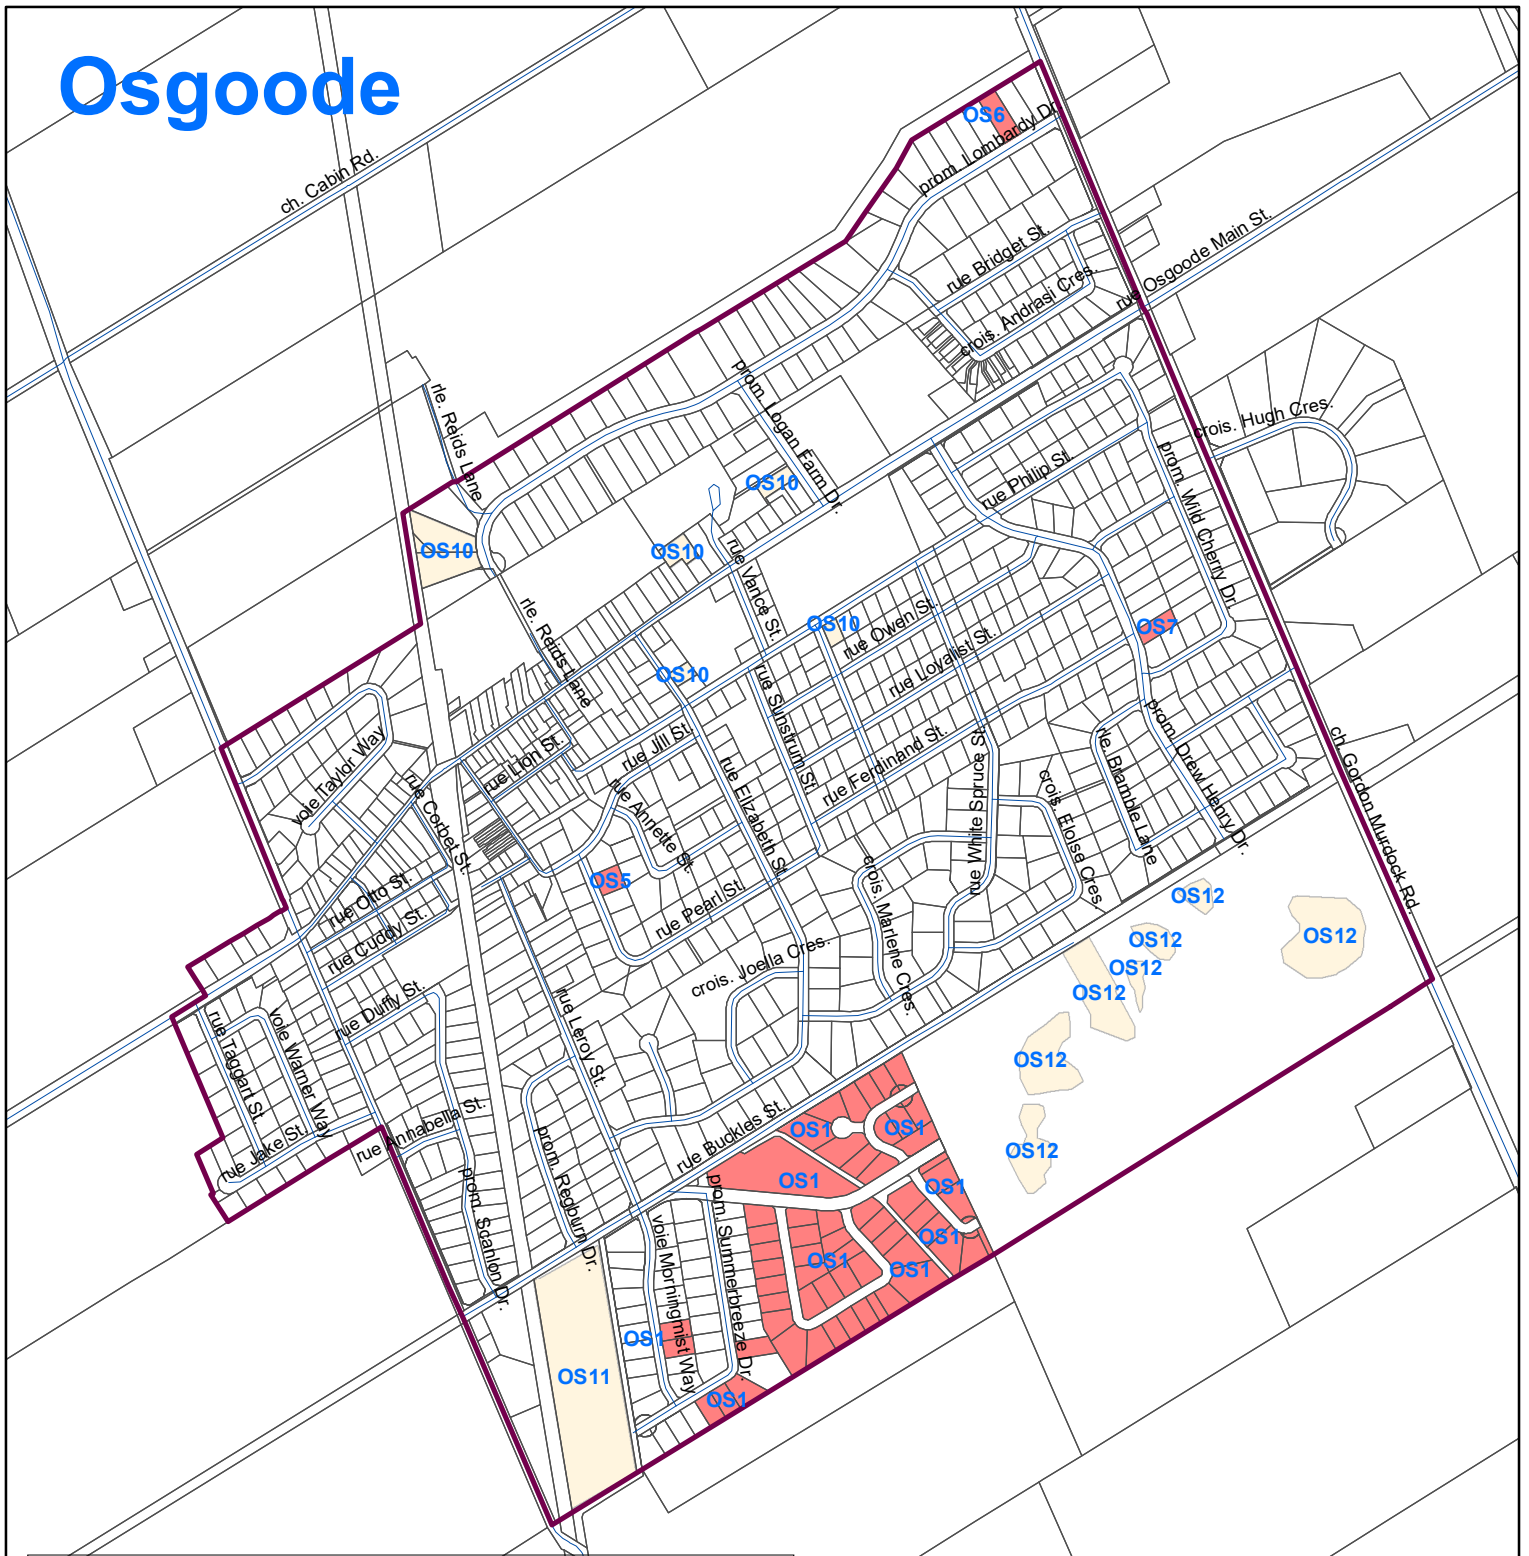 Osgoode
OS6
prom. Lombardy Dr.
ch. Cabin Rd.
rue Bridget St.
rue Osgoode Main St.
crois. Andrasi Cres.
prom. Logan Farm Dr.
rle. Reids Lane
crois. Hugh Cres.
OS10
rue Philip St.
prom. Wild Cherry Dr.
OS10
OS10
rue Vance St.
rle. Reids Lane
OS10
rue Owen St.
OS7
rue Loyalist St.
OS10
rue Sunstrum St.
voie Taylor Way
rue Lion St.
rue Jill St.
rue Ferdinand St.
prom. Drew Henry Dr.
rle. Bramble Lane
ch. Gordon Murdock Rd.
rue Corbet St.
rue Annette St.
rue Elizabeth St.
rue White Spruce St.
crois. Eloise Cres.
crois. Marlene Cres.
OS5
rue Otto St.
rue Pearl St.
rue Cuddy St.
OS12
OS12
OS12
OS12
OS12
crois. Joella Cres.
rue Duffy St.
rue Leroy St.
rue Taggart St.
voie Warner Way
OS12
rue Annabella St.
rue Buckles St.
OS1
OS1
rue Jake St.
OS12
prom. Regburn Dr.
OS1
OS1
prom. Scanlon Dr.
prom. Summerbreeze Dr.
voie Morningmist Way
OS1
OS1
OS1
OS1
OS11
OS1